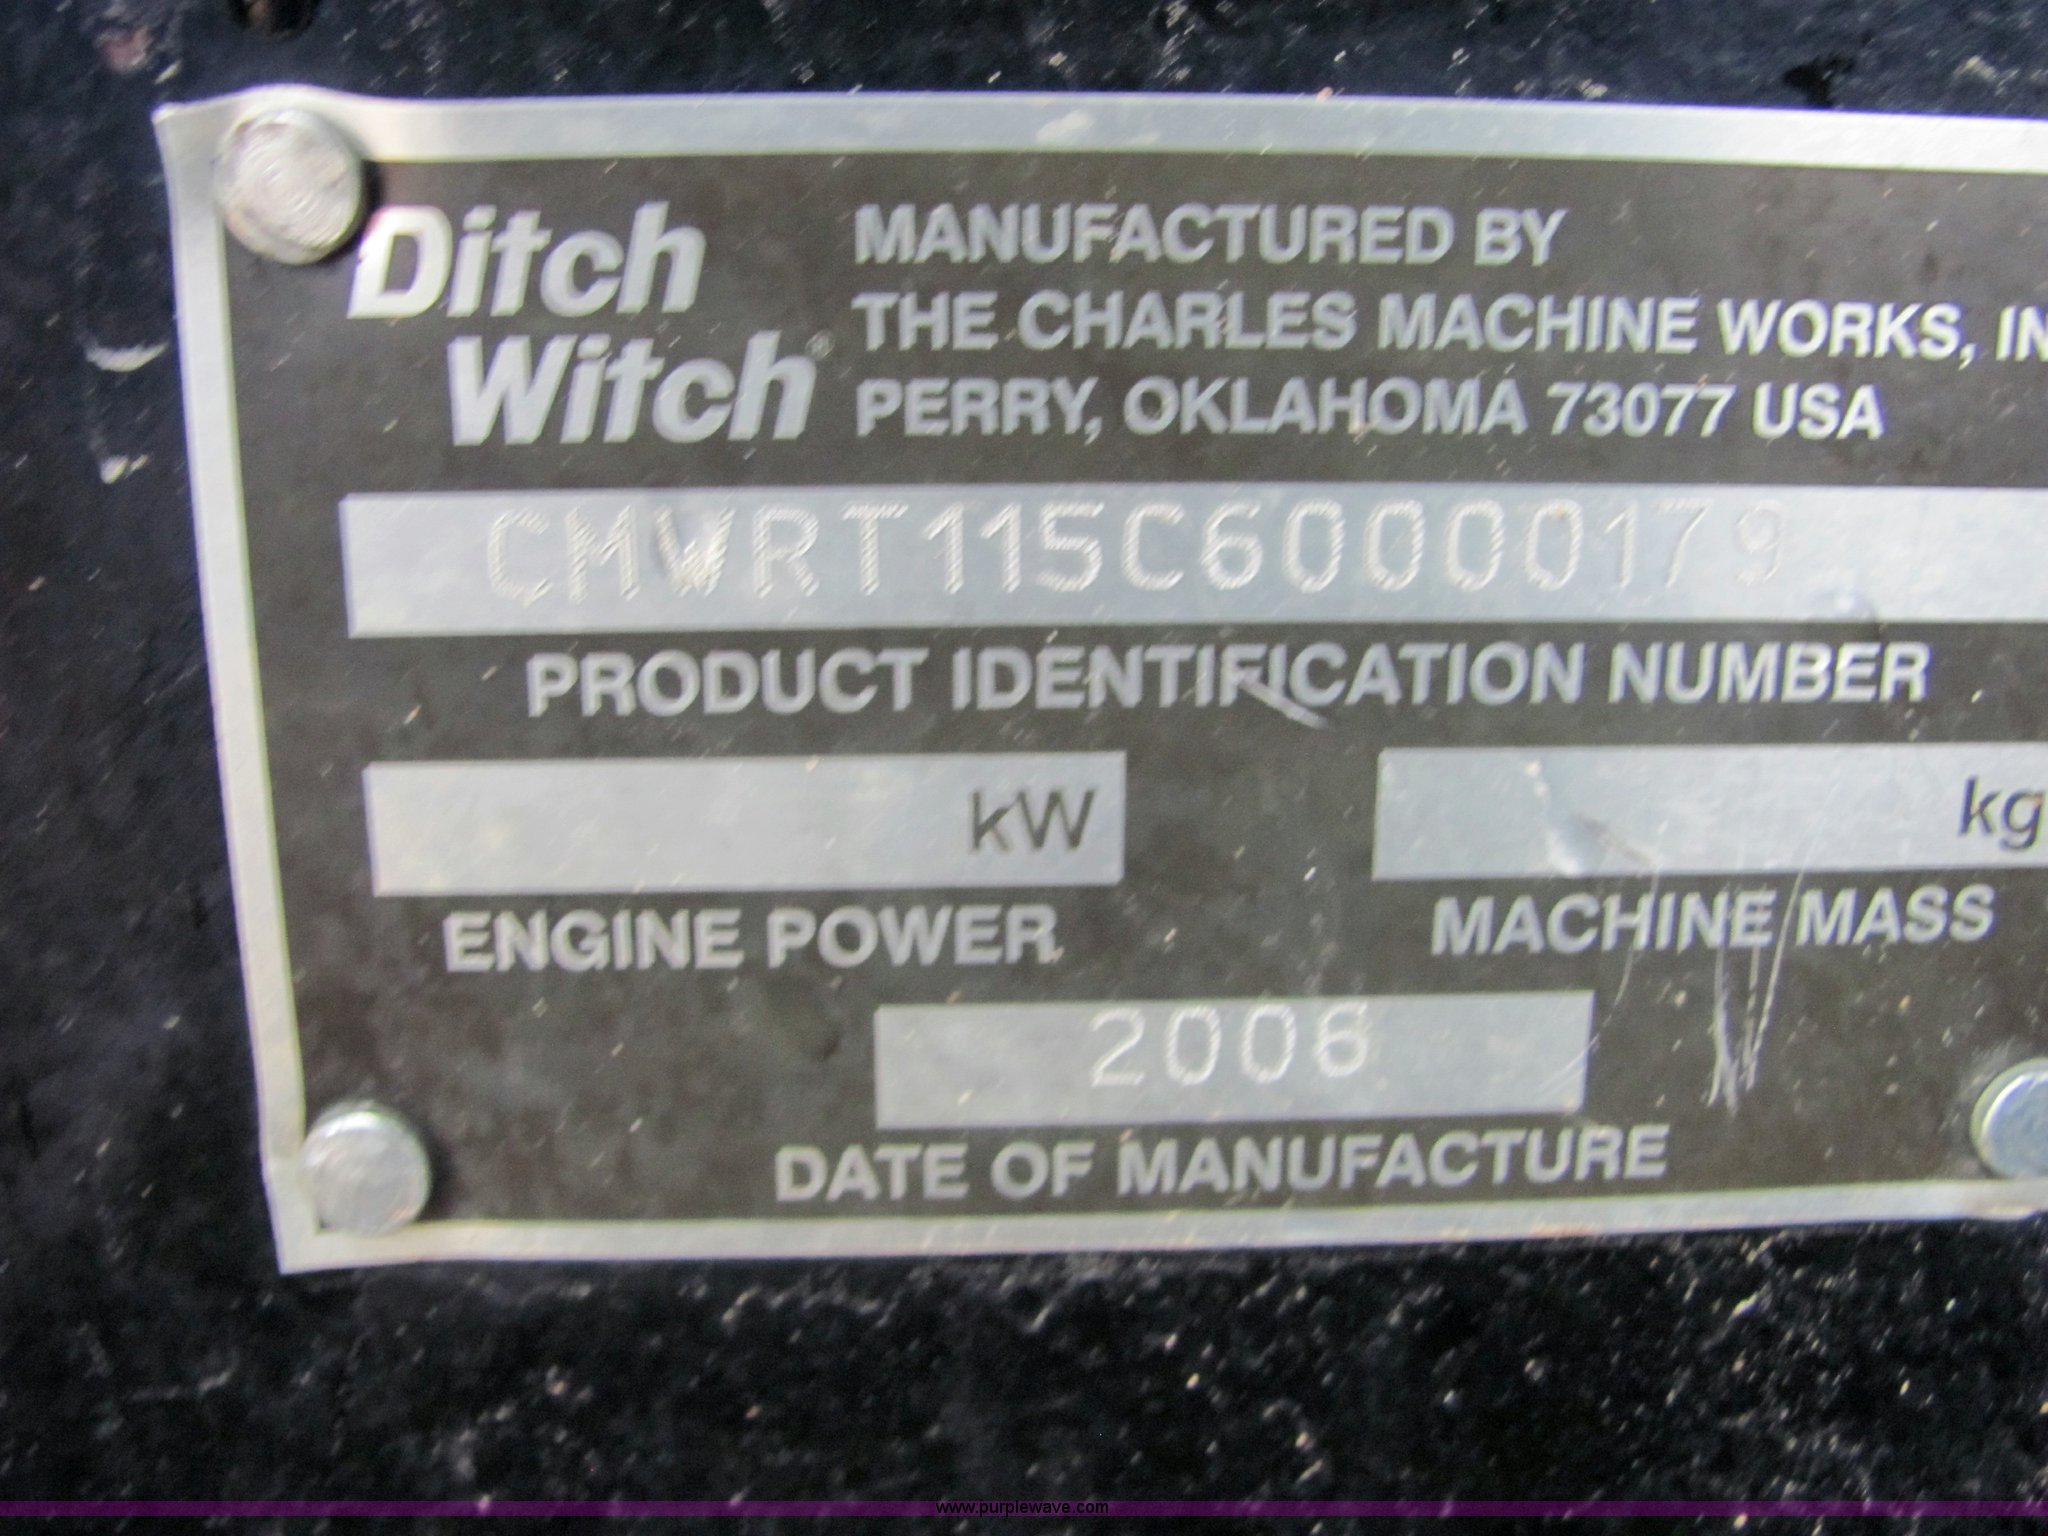 Ditch Witch®
MANUFACTURED BY
THE CHARLES MACHINE WORKS, IN
PERRY, OKLAHOMA 73077 USA
CMWRT115C60000179
PRODUCT IDENTIFICATION NUMBER
kW
kg
ENGINE POWER
MACHINE MASS
2006
DATE OF MANUFACTURE
www.purplewave.com